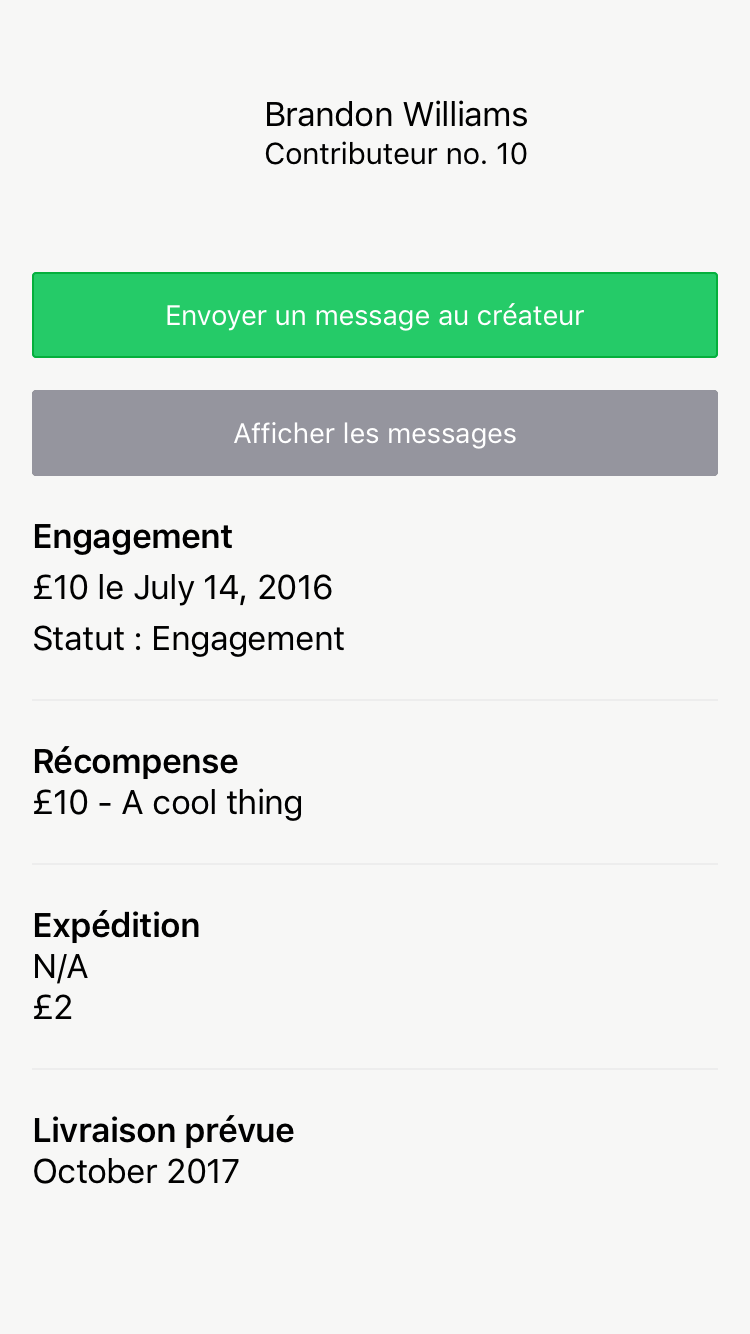 Brandon Williams
Contributeur no. 10
Envoyer un message au créateur
Afficher les messages
Engagement
£10 le July 14, 2016
Statut : Engagement
Récompense
£10 - A cool thing
Expédition
N/A
£2
Livraison prévue
October 2017